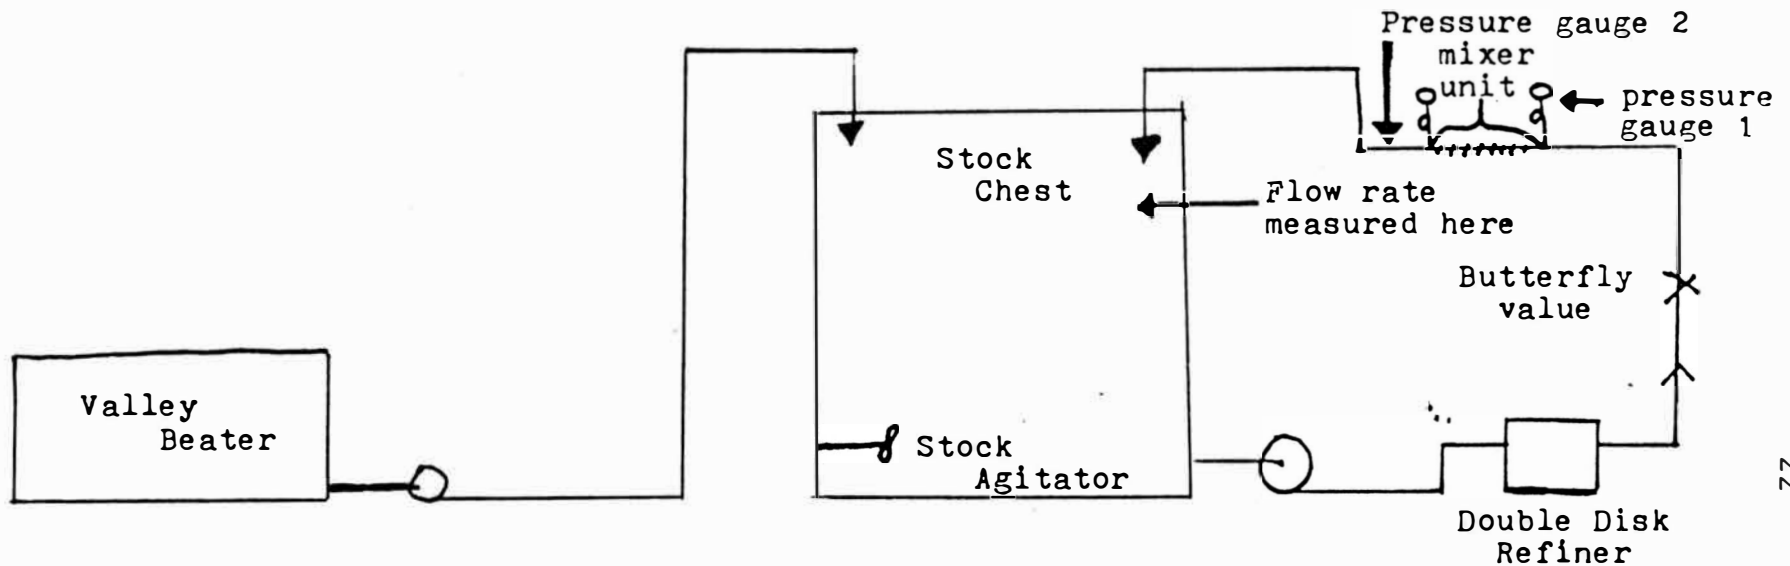 Pressure gauge 2
mixer
unit
pressure
gauge 1
Stock
Chest
Flow rate
measured here
Butterfly
value
Valley
Beater
Stock
Agitator
Double Disk
Refiner
22